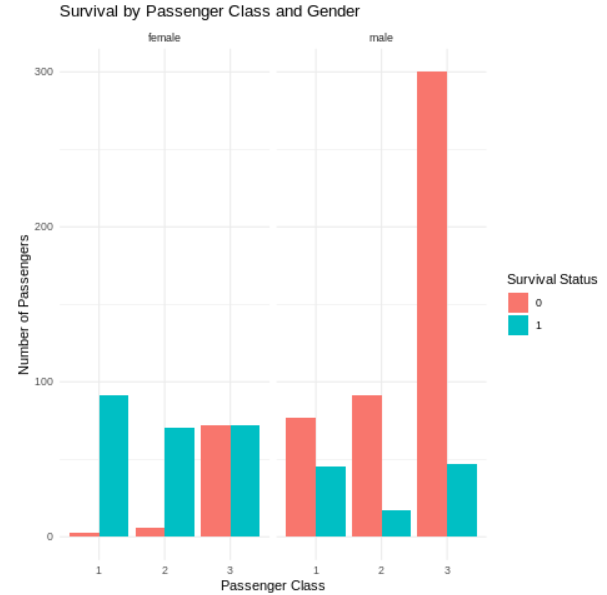 Survival by Passenger Class and Gender
female
male
300
200
100
0
Number of Passengers
1 2 3
1 2 3
Passenger Class
Survival Status
0
1